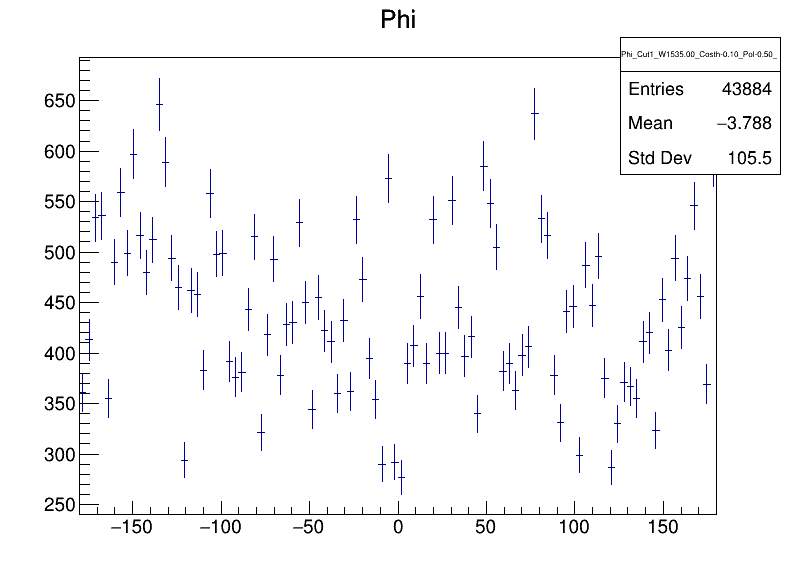 Phi
Phi_Cut1_W1535.00_Costh-0.10_Pol-0.50_
Entries 43884
Mean −3.788
Std Dev 105.5
650
600
550
500
450
400
350
300
250
−150 −100 −50 0 50 100 150